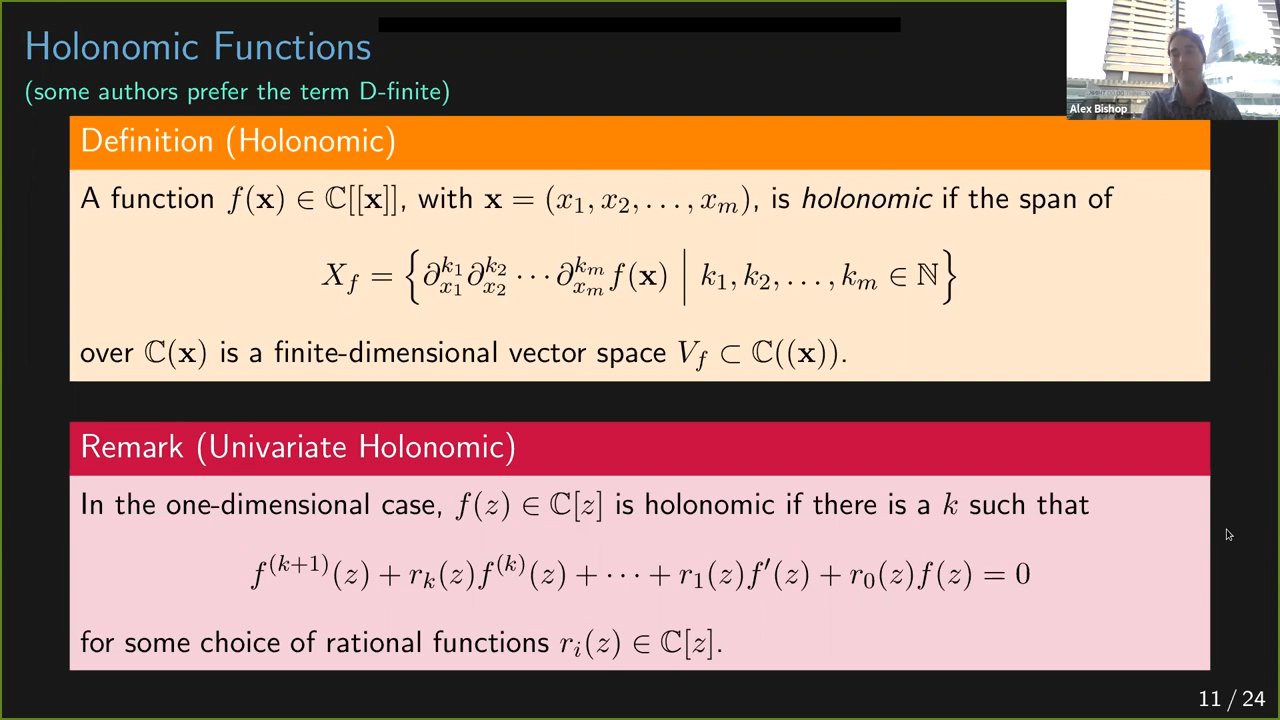 Holonomic Functions
(some authors prefer the term D-finite)
Alex Bishop
Definition (Holonomic)
A function f(𝐱) ∈ ℂ[[𝐱]], with 𝐱 = (x₁, x₂, …, xₘ), is holonomic if the span of
X_f = {∂_{x₁}^{k₁} ∂_{x₂}^{k₂} ⋯ ∂_{xₘ}^{kₘ} f(𝐱) | k₁, k₂, …, kₘ ∈ ℕ}
over ℂ(𝐱) is a finite-dimensional vector space V_f ⊂ ℂ((𝐱)).
Remark (Univariate Holonomic)
In the one-dimensional case, f(z) ∈ ℂ[z] is holonomic if there is a k such that
f^{(k+1)}(z) + r_k(z)f^{(k)}(z) + ⋯ + r₁(z)f′(z) + r₀(z)f(z) = 0
for some choice of rational functions r_i(z) ∈ ℂ[z].
11 / 24